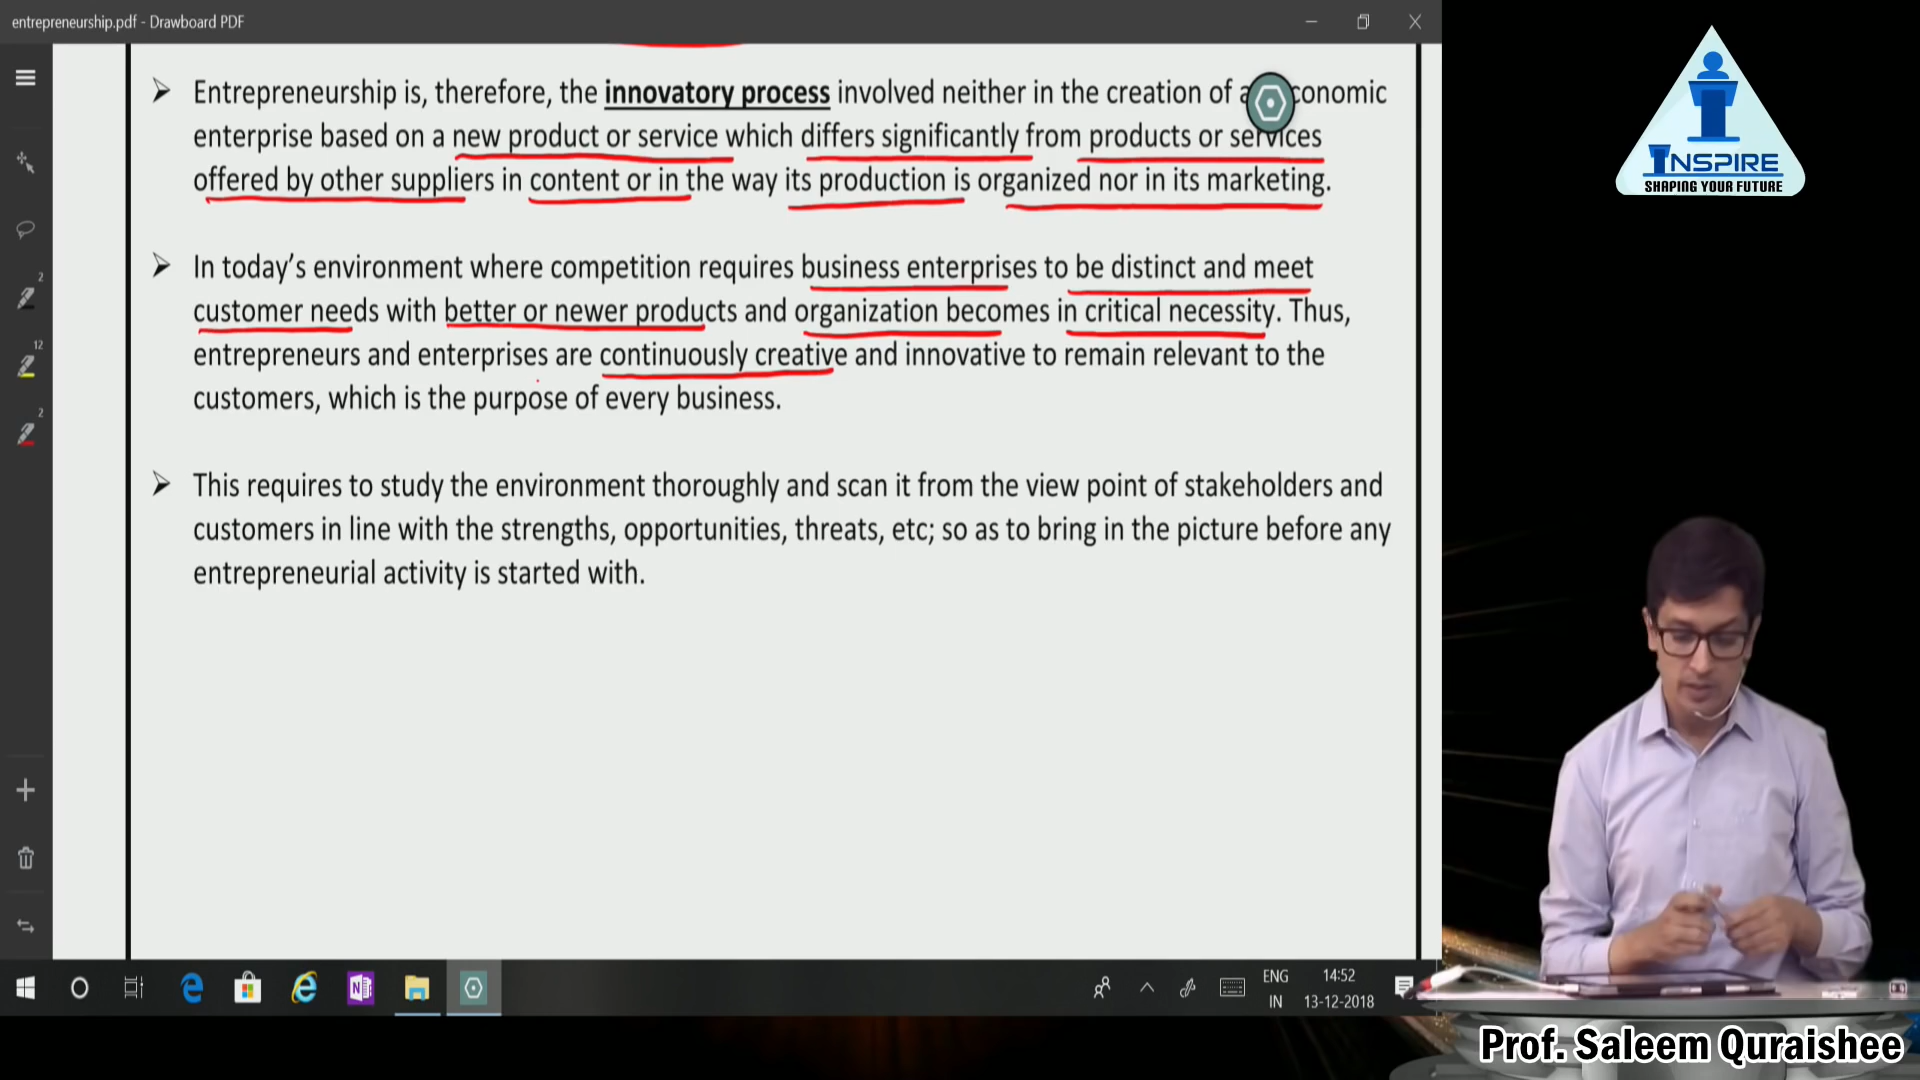 entrepreneurship.pdf - Drawboard PDF
➢ Entrepreneurship is, therefore, the innovatory process involved neither in the creation of conomic
enterprise based on a new product or service which differs significantly from products or services
offered by other suppliers in content or in the way its production is organized nor in its marketing.
➢ In today’s environment where competition requires business enterprises to be distinct and meet
customer needs with better or newer products and organization becomes in critical necessity. Thus,
entrepreneurs and enterprises are continuously creative and innovative to remain relevant to the
customers, which is the purpose of every business.
➢ This requires to study the environment thoroughly and scan it from the view point of stakeholders and
customers in line with the strengths, opportunities, threats, etc; so as to bring in the picture before any
entrepreneurial activity is started with.
2
12
2
INSPIRE
SHAPING YOUR FUTURE
N
ENG
IN
14:52
13-12-2018
Prof. Saleem Quraishee